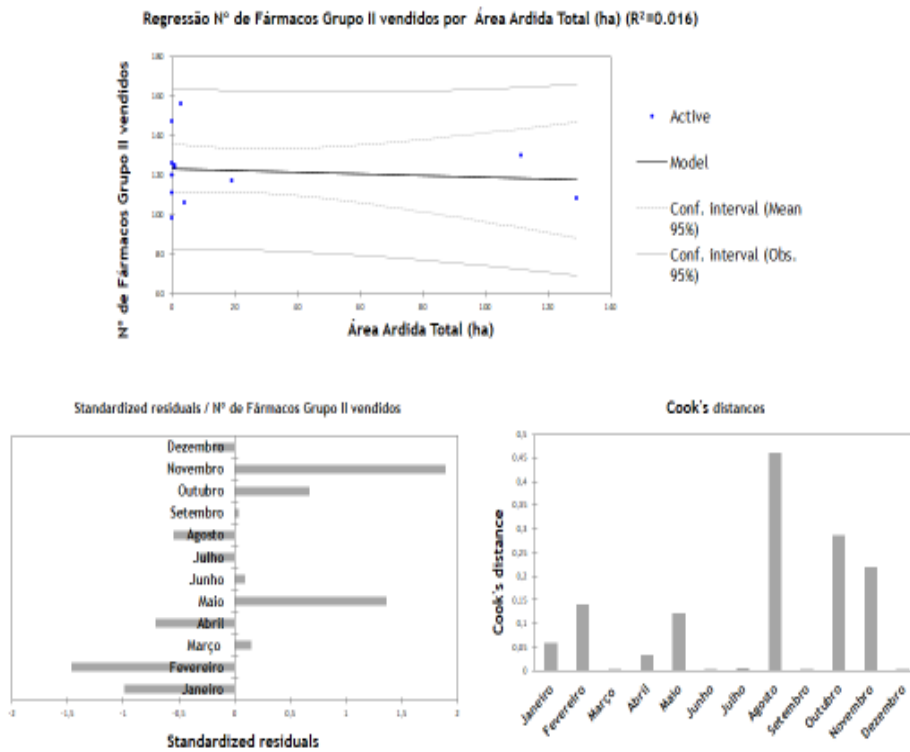 Regressão Nº de Fármacos Grupo II vendidos por Área Ardida Total (ha) (R²=0.016)
Nº de Fármacos Grupo II vendidos
180
160
140
120
100
80
60
0
20
40
60
80
100
120
140
Área Ardida Total (ha)
Active
Model
Conf. interval (Mean
95%)
Conf. interval (Obs.
95%)
Standardized residuals / Nº de Fármacos Grupo II vendidos
Dezembro
Novembro
Outubro
Setembro
Agosto
Julho
Junho
Maio
Abril
Março
Fevereiro
Janeiro
-2
-1,5
-1
-0,5
0
0,5
1
1,5
2
Standardized residuals
Cook's distances
Cook's distance
0,5
0,45
0,4
0,35
0,3
0,25
0,2
0,15
0,1
0,05
0
Janeiro
Fevereiro
Março
Abril
Maio
Junho
Julho
Agosto
Setembro
Outubro
Novembro
Dezembro